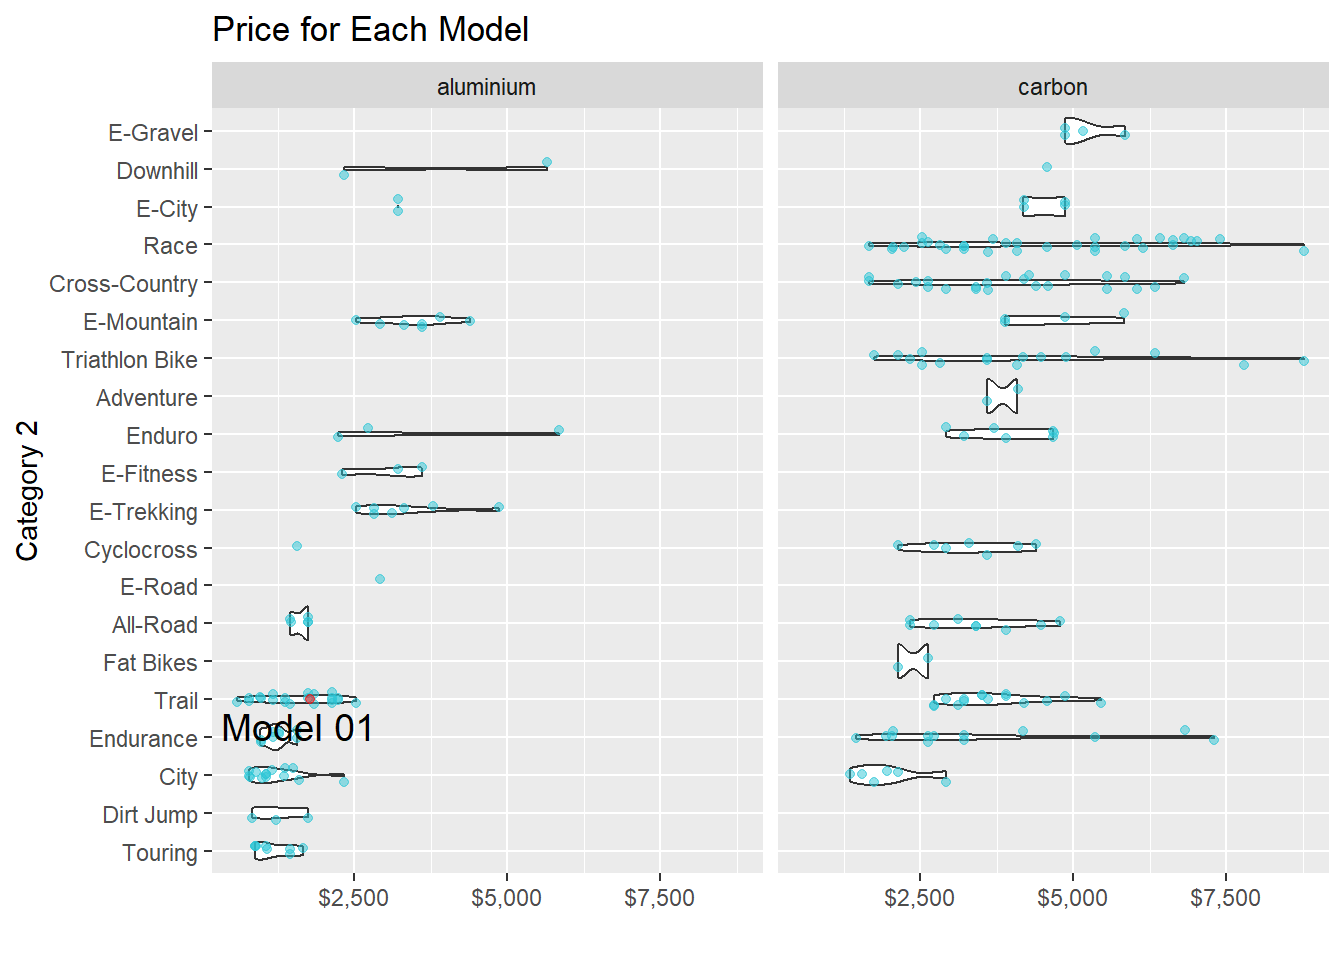 Price for Each Model
aluminium
carbon
Category 2
E-Gravel
Downhill
E-City
Race
Cross-Country
E-Mountain
Triathlon Bike
Adventure
Enduro
E-Fitness
E-Trekking
Cyclocross
E-Road
All-Road
Fat Bikes
Trail
Model 01
Endurance
City
Dirt Jump
Touring
$2,500 $5,000 $7,500
$2,500 $5,000 $7,500